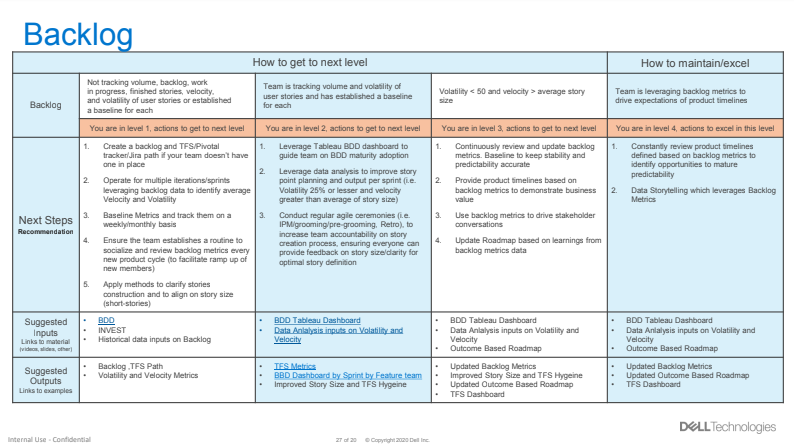 Backlog
How to get to next level
How to maintain/excel
Backlog
Not tracking volume, backlog, work
in progress, finished stories, velocity,
and volatility of user stories or established
a baseline for each
Team is tracking volume and volatility of
user stories and has established a baseline
for each
Volatility < 50 and velocity > average story
size
Team is leveraging backlog metrics to
drive expectations of product timelines
You are in level 1, actions to get to next level
You are in level 2, actions to get to next level
You are in level 3, actions to get to next level
You are in level 4, actions to excel in this level
Next Steps
Recommendation
1. Create a backlog and TFS/Pivotal
tracker/Jira path if your team doesn't have
one in place
2. Operate for multiple iterations/sprints
leveraging backlog data to identify average
Velocity and Volatility
3. Baseline Metrics and track them on a
weekly/monthly basis
4. Ensure the team establishes a routine to
socialize and review backlog metrics every
new product cycle (to facilitate ramp up of
new members)
5. Apply methods to clarify stories
construction and to align on story size
(short-stories)
1. Leverage Tableau BDD dashboard to
guide team on BDD maturity adoption
2. Leverage data analysis to improve story
point planning and output per sprint (i.e.
Volatility 25% or lesser and velocity
greater than average of story size)
3. Conduct regular agile ceremonies (i.e.
IPM/grooming/pre-grooming, Retro), to
increase team accountability on story
creation process, ensuring everyone can
provide feedback on story size/clarity for
optimal story definition
1. Continuously review and update backlog
metrics. Baseline to keep stability and
predictability accurate
2. Provide product timelines based on
backlog metrics to demonstrate business
value
3. Use backlog metrics to drive stakeholder
conversations
4. Update Roadmap based on learnings from
backlog metrics data
1. Constantly review product timelines
defined based on backlog metrics to
identify opportunities to mature
predictability
2. Data Storytelling which leverages Backlog
Metrics
Suggested
Inputs
Links to material
(videos, slides, other)
• BDD
• INVEST
• Historical data inputs on Backlog
• BDD Tableau Dashboard
• Data Anlalysis inputs on Volatility and
Velocity
• BDD Tableau Dashboard
• Data Anlalysis inputs on Volatility and
Velocity
• Outcome Based Roadmap
• BDD Tableau Dashboard
• Data Anlalysis inputs on Volatility and
Velocity
• Outcome Based Roadmap
Suggested
Outputs
Links to examples
• Backlog ,TFS Path
• Volatility and Velocity Metrics
• TFS Metrics
• BBD Dashboard by Sprint by Feature team
• Improved Story Size and TFS Hygeine
• Updated Backlog Metrics
• Improved Story Size and TFS Hygeine
• Updated Outcome Based Roadmap
• TFS Dashboard
• Updated Backlog Metrics
• Updated Outcome Based Roadmap
• TFS Dashboard
DELLTechnologies
Internal Use - Confidential
27 of 20 © Copyright 2020 Dell Inc.